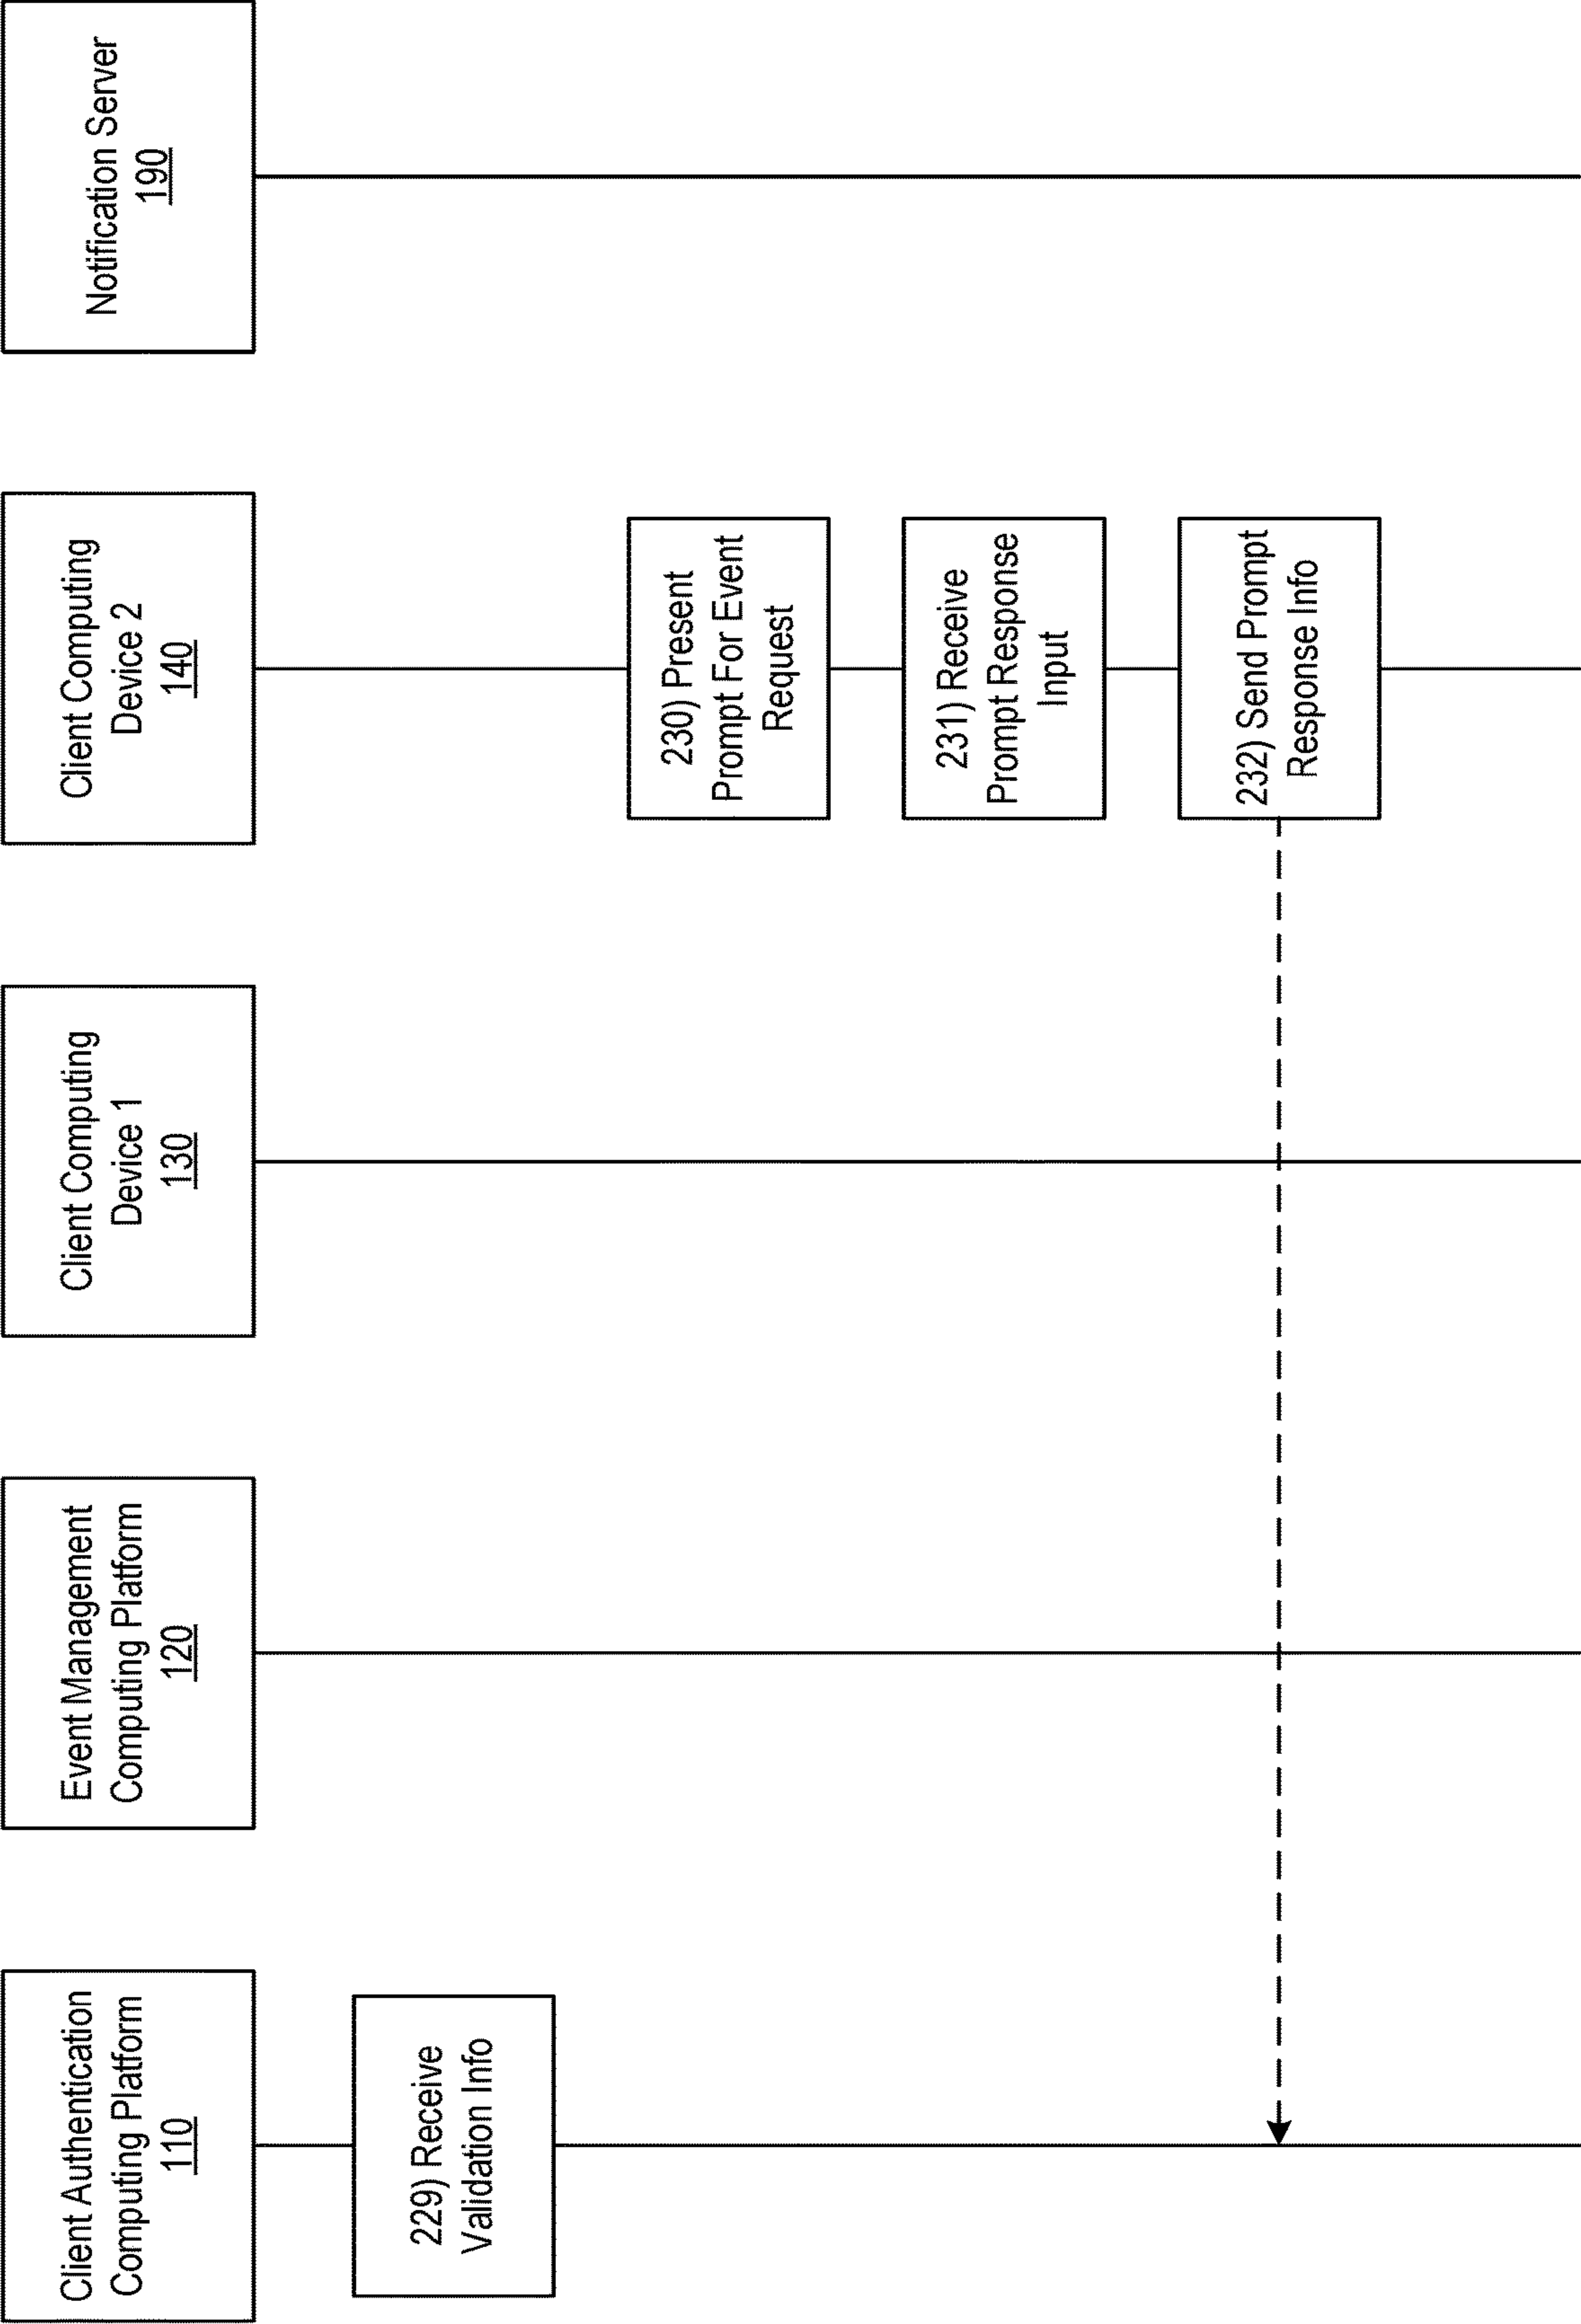 Client Authentication
Computing Platform
110
Event Management
Computing Platform
120
Client Computing
Device 1
130
Client Computing
Device 2
140
Notification Server
190
229) Receive
Validation Info
230) Present
Prompt For Event
Request
231) Receive
Prompt Response
Input
232) Send Prompt
Response Info